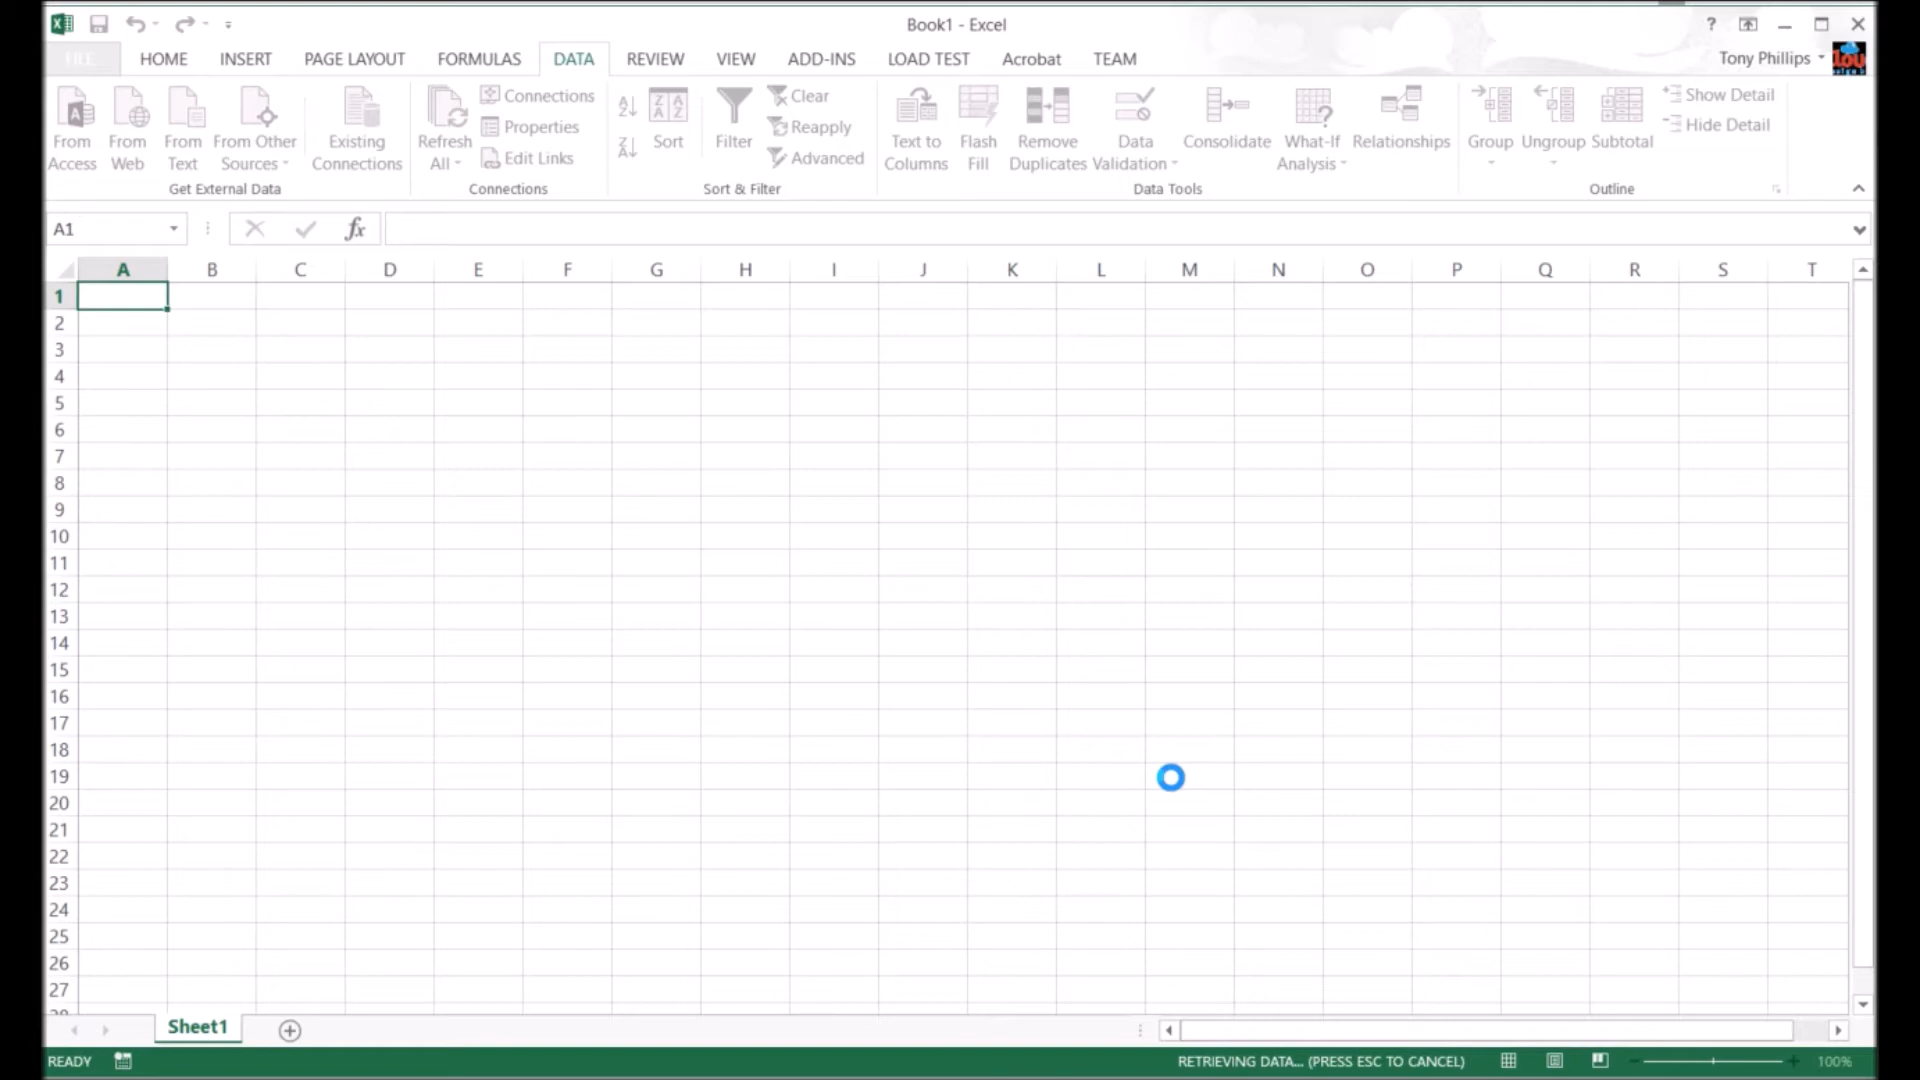 Book1 - Excel
?
FILE HOME INSERT PAGE LAYOUT FORMULAS DATA REVIEW VIEW ADD-INS LOAD TEST Acrobat TEAM
Tony Phillips
From Access
From Web
From Text
From Other Sources
Existing Connections
Get External Data
Refresh All
Connections
Properties
Edit Links
Connections
Sort
Filter
Clear
Reapply
Advanced
Sort & Filter
Text to Columns
Flash Fill
Remove Duplicates
Data Validation
Consolidate
What-If Analysis
Relationships
Data Tools
Group
Ungroup
Subtotal
Show Detail
Hide Detail
Outline
A1
fx
A B C D E F G H I J K L M N O P Q R S T
1
2
3
4
5
6
7
8
9
10
11
12
13
14
15
16
17
18
19
20
21
22
23
24
25
26
27
Sheet1
READY
RETRIEVING DATA... (PRESS ESC TO CANCEL)
100%